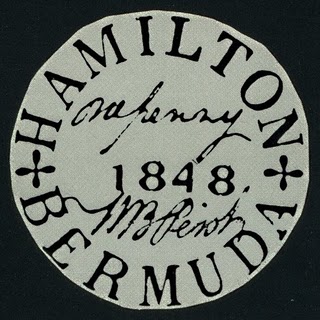 HAMILTON
One penny
1848.
W B Perot
BERMUDA